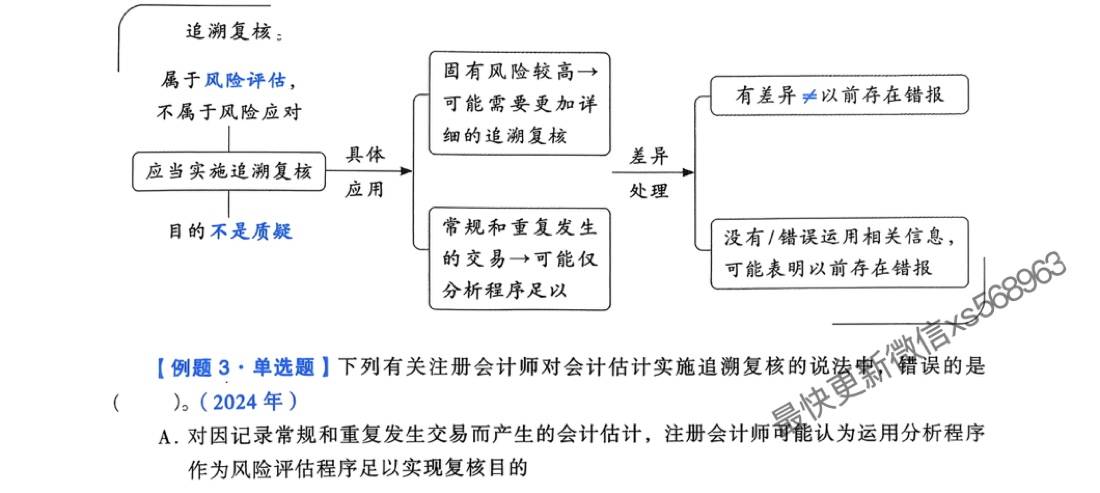 追溯复核：
属于风险评估，
不属于风险应对
应当实施追溯复核
目的不是质疑
具体
应用
固有风险较高→
可能需要更加详
细的追溯复核
常规和重复发生
的交易→可能仅
分析程序足以
差异
处理
有差异≠以前存在错报
没有/错误运用相关信息，
可能表明以前存在错报
【例题3·单选题】下列有关注册会计师对会计估计实施追溯复核的说法中，错误的是
（　　）。（2024年）
A. 对因记录常规和重复发生交易而产生的会计估计，注册会计师可能认为运用分析程序
作为风险评估程序足以实现复核目的
最快更新微信xs568963